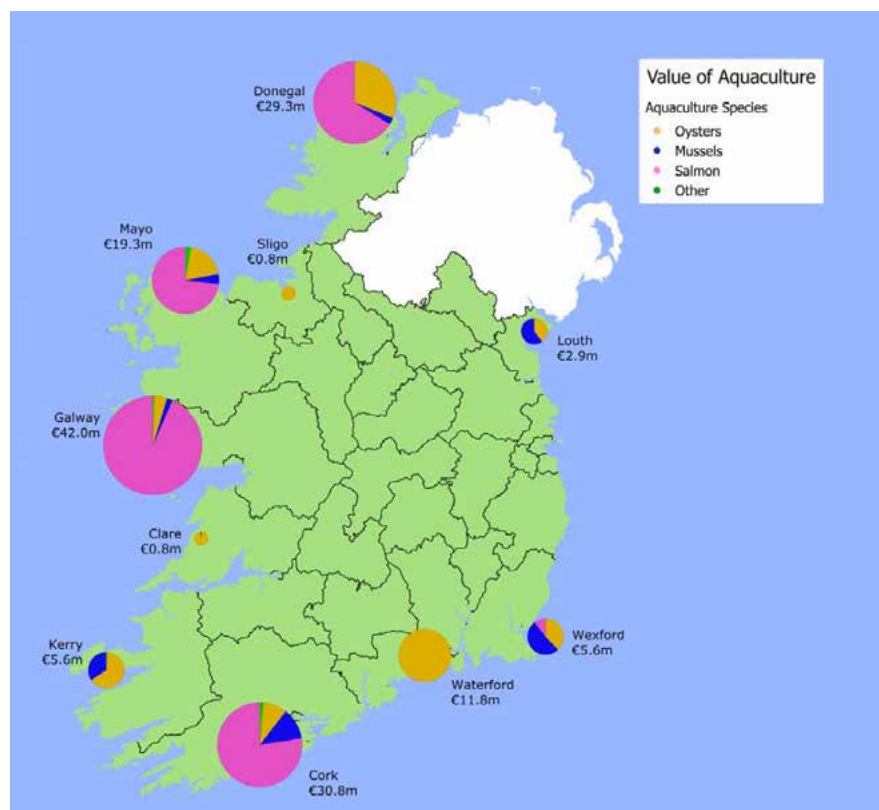 Value of Aquaculture
Aquaculture Species
Oysters
Mussels
Salmon
Other
Donegal
€29.3m
Mayo
€19.3m
Sligo
€0.8m
Louth
€2.9m
Galway
€42.0m
Clare
€0.8m
Kerry
€5.6m
Wexford
€5.6m
Waterford
€11.8m
Cork
€30.8m